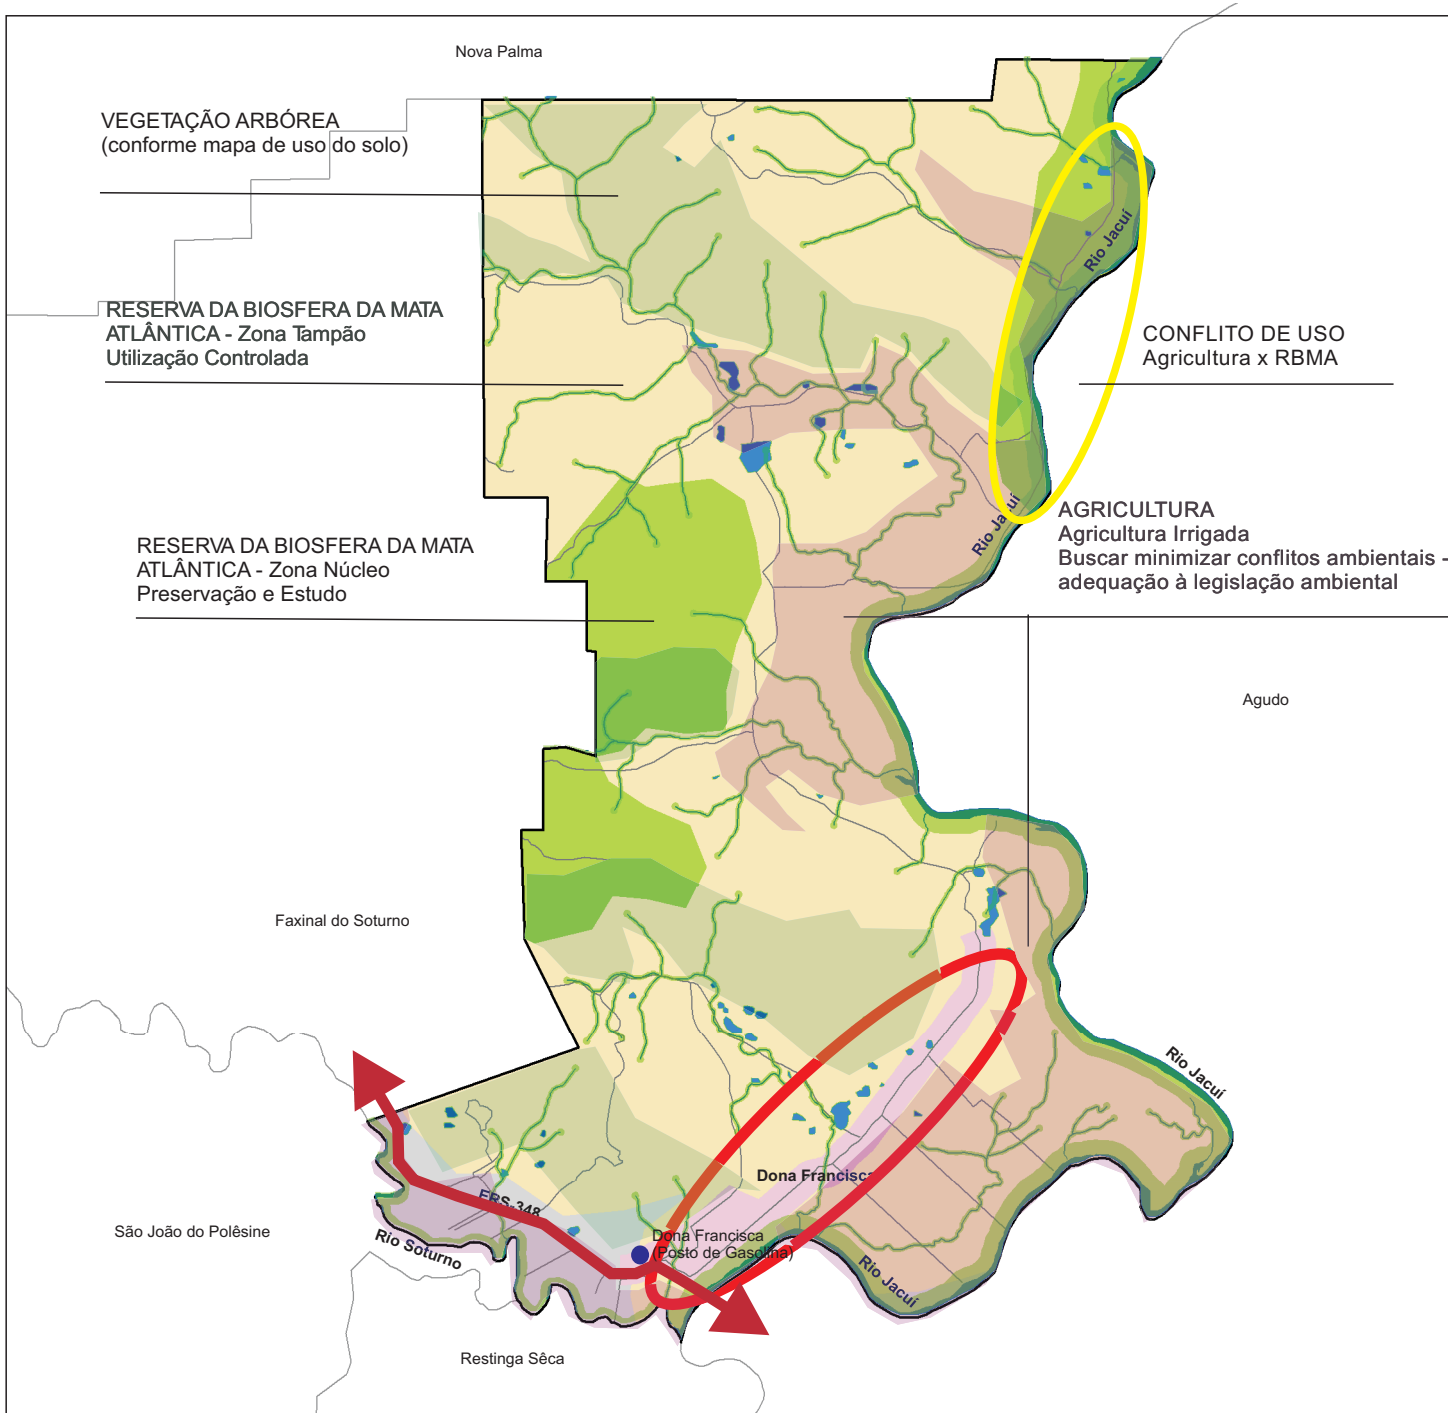 Nova Palma
VEGETAÇÃO ARBÓREA
(conforme mapa de uso do solo)
Rio Jacuí
RESERVA DA BIOSFERA DA MATA
ATLÂNTICA - Zona Tampão
Utilização Controlada
CONFLITO DE USO
Agricultura x RBMA
Rio Jacuí
AGRICULTURA
Agricultura Irrigada
Buscar minimizar conflitos ambientais -
adequação à legislação ambiental
RESERVA DA BIOSFERA DA MATA
ATLÂNTICA - Zona Núcleo
Preservação e Estudo
Agudo
Faxinal do Soturno
Rio Jacuí
Dona Francisca
ERS-348
São João do Polêsine
Rio Soturno
Dona Francisca
(Posto de Gasolina)
Rio Jacuí
Restinga Sêca